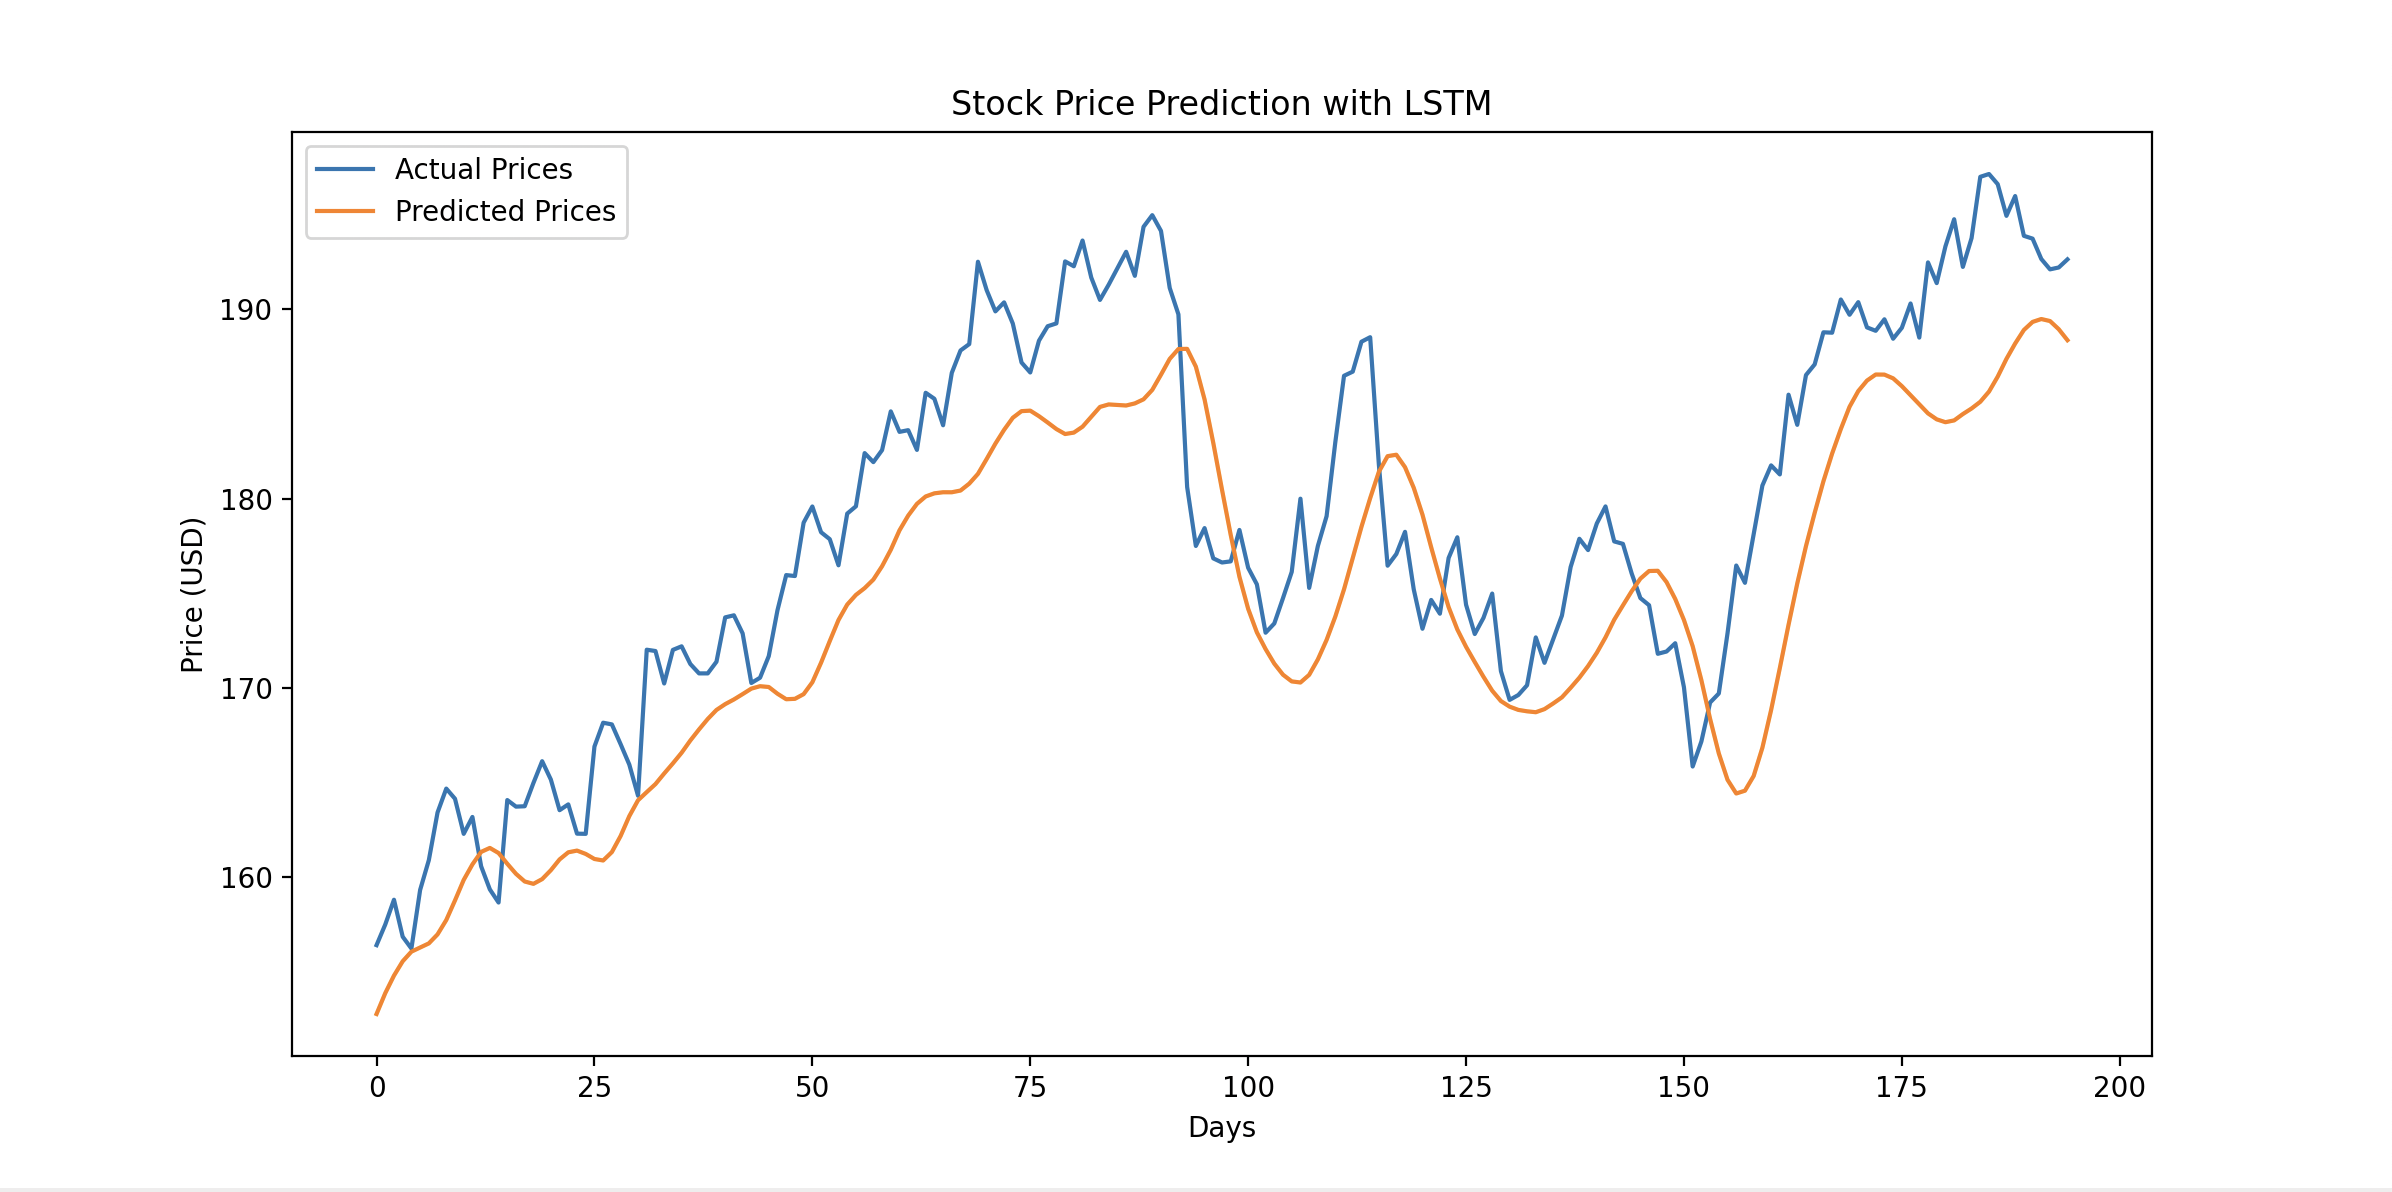 Stock Price Prediction with LSTM
Actual Prices
Predicted Prices
190
180
170
160
Price (USD)
0 25 50 75 100 125 150 175 200
Days